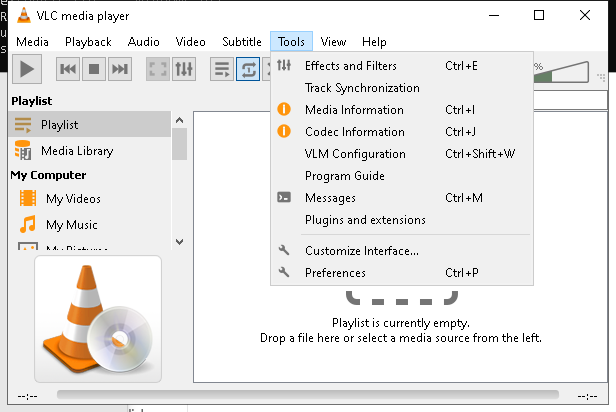 VLC media player
Media Playback Audio Video Subtitle Tools View Help
Effects and Filters Ctrl+E
Track Synchronization
Media Information Ctrl+I
Codec Information Ctrl+J
VLM Configuration Ctrl+Shift+W
Program Guide
Messages Ctrl+M
Plugins and extensions
Customize Interface...
Preferences Ctrl+P
%
Playlist
Playlist
Media Library
My Computer
My Videos
My Music
My Pictures
Playlist is currently empty.
Drop a file here or select a media source from the left.
--:-- --:--